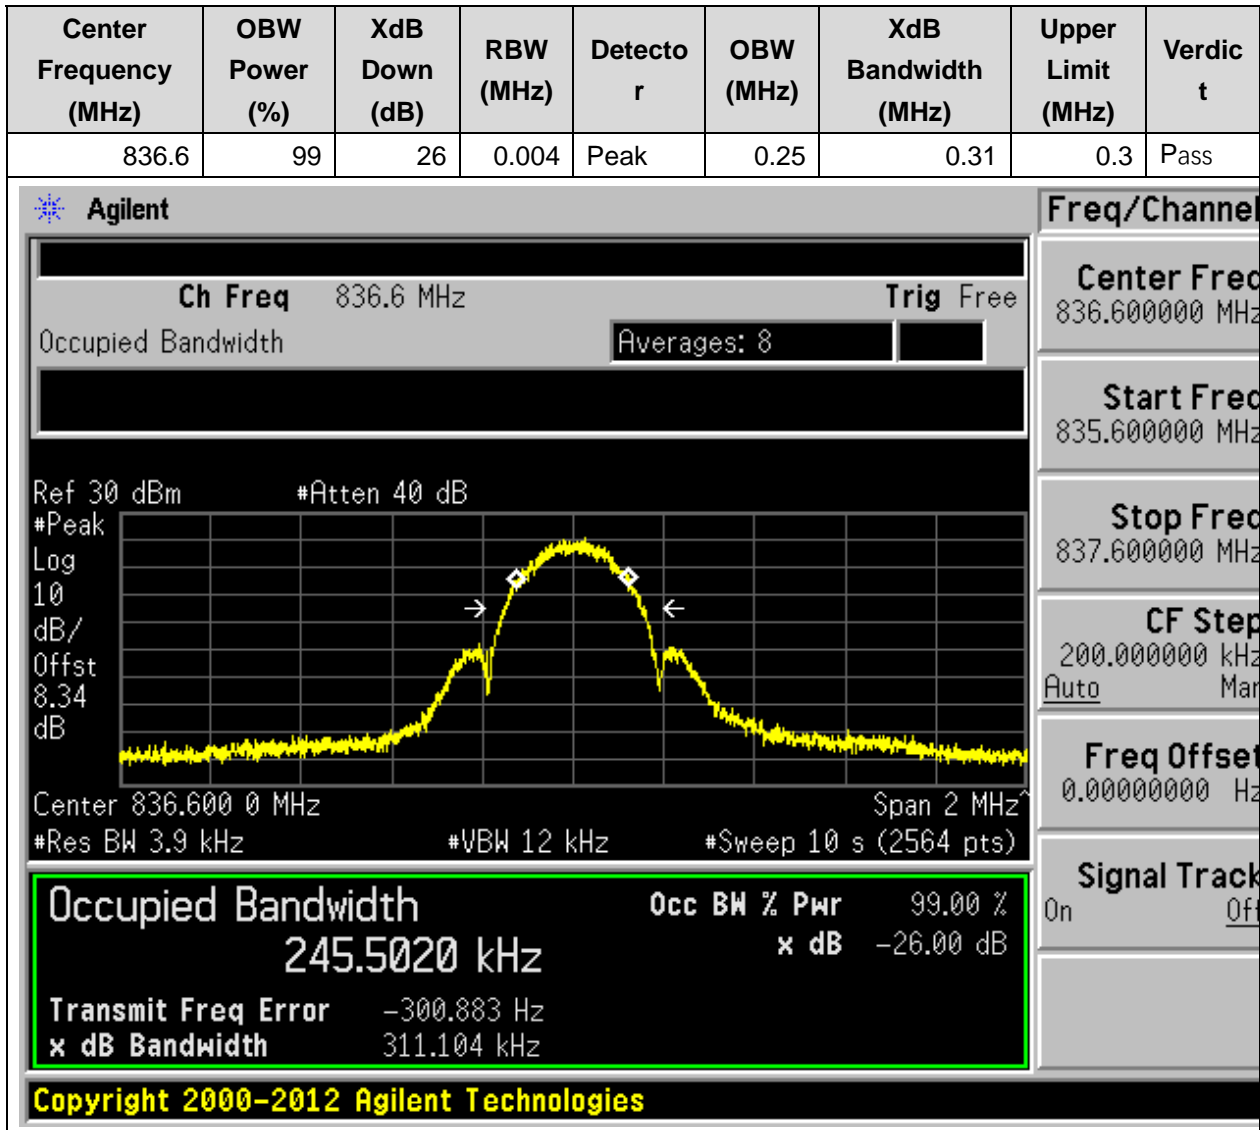 Center Frequency (MHz) OBW Power (%) XdB Down (dB) RBW (MHz) Detecto r OBW (MHz) XdB Bandwidth (MHz) Upper Limit (MHz) Verdic t
836.6 99 26 0.004 Peak 0.25 0.31 0.3 Pass
Agilent
Freq/Channel
Ch Freq 836.6 MHz Trig Free
Occupied Bandwidth Averages: 8
Center Freq
836.600000 MHz
Start Freq
835.600000 MHz
Stop Freq
837.600000 MHz
CF Step
200.000000 kHz
Auto Man
Freq Offset
0.00000000 Hz
Signal Track
On Off
Ref 30 dBm #Atten 40 dB
#Peak
Log
10
dB/
Offst
8.34
dB
Center 836.600 0 MHz Span 2 MHz^
#Res BW 3.9 kHz #VBW 12 kHz #Sweep 10 s (2564 pts)
Occupied Bandwidth Occ BW % Pwr 99.00 %
245.5020 kHz x dB -26.00 dB
Transmit Freq Error -300.883 Hz
x dB Bandwidth 311.104 kHz
Copyright 2000-2012 Agilent Technologies